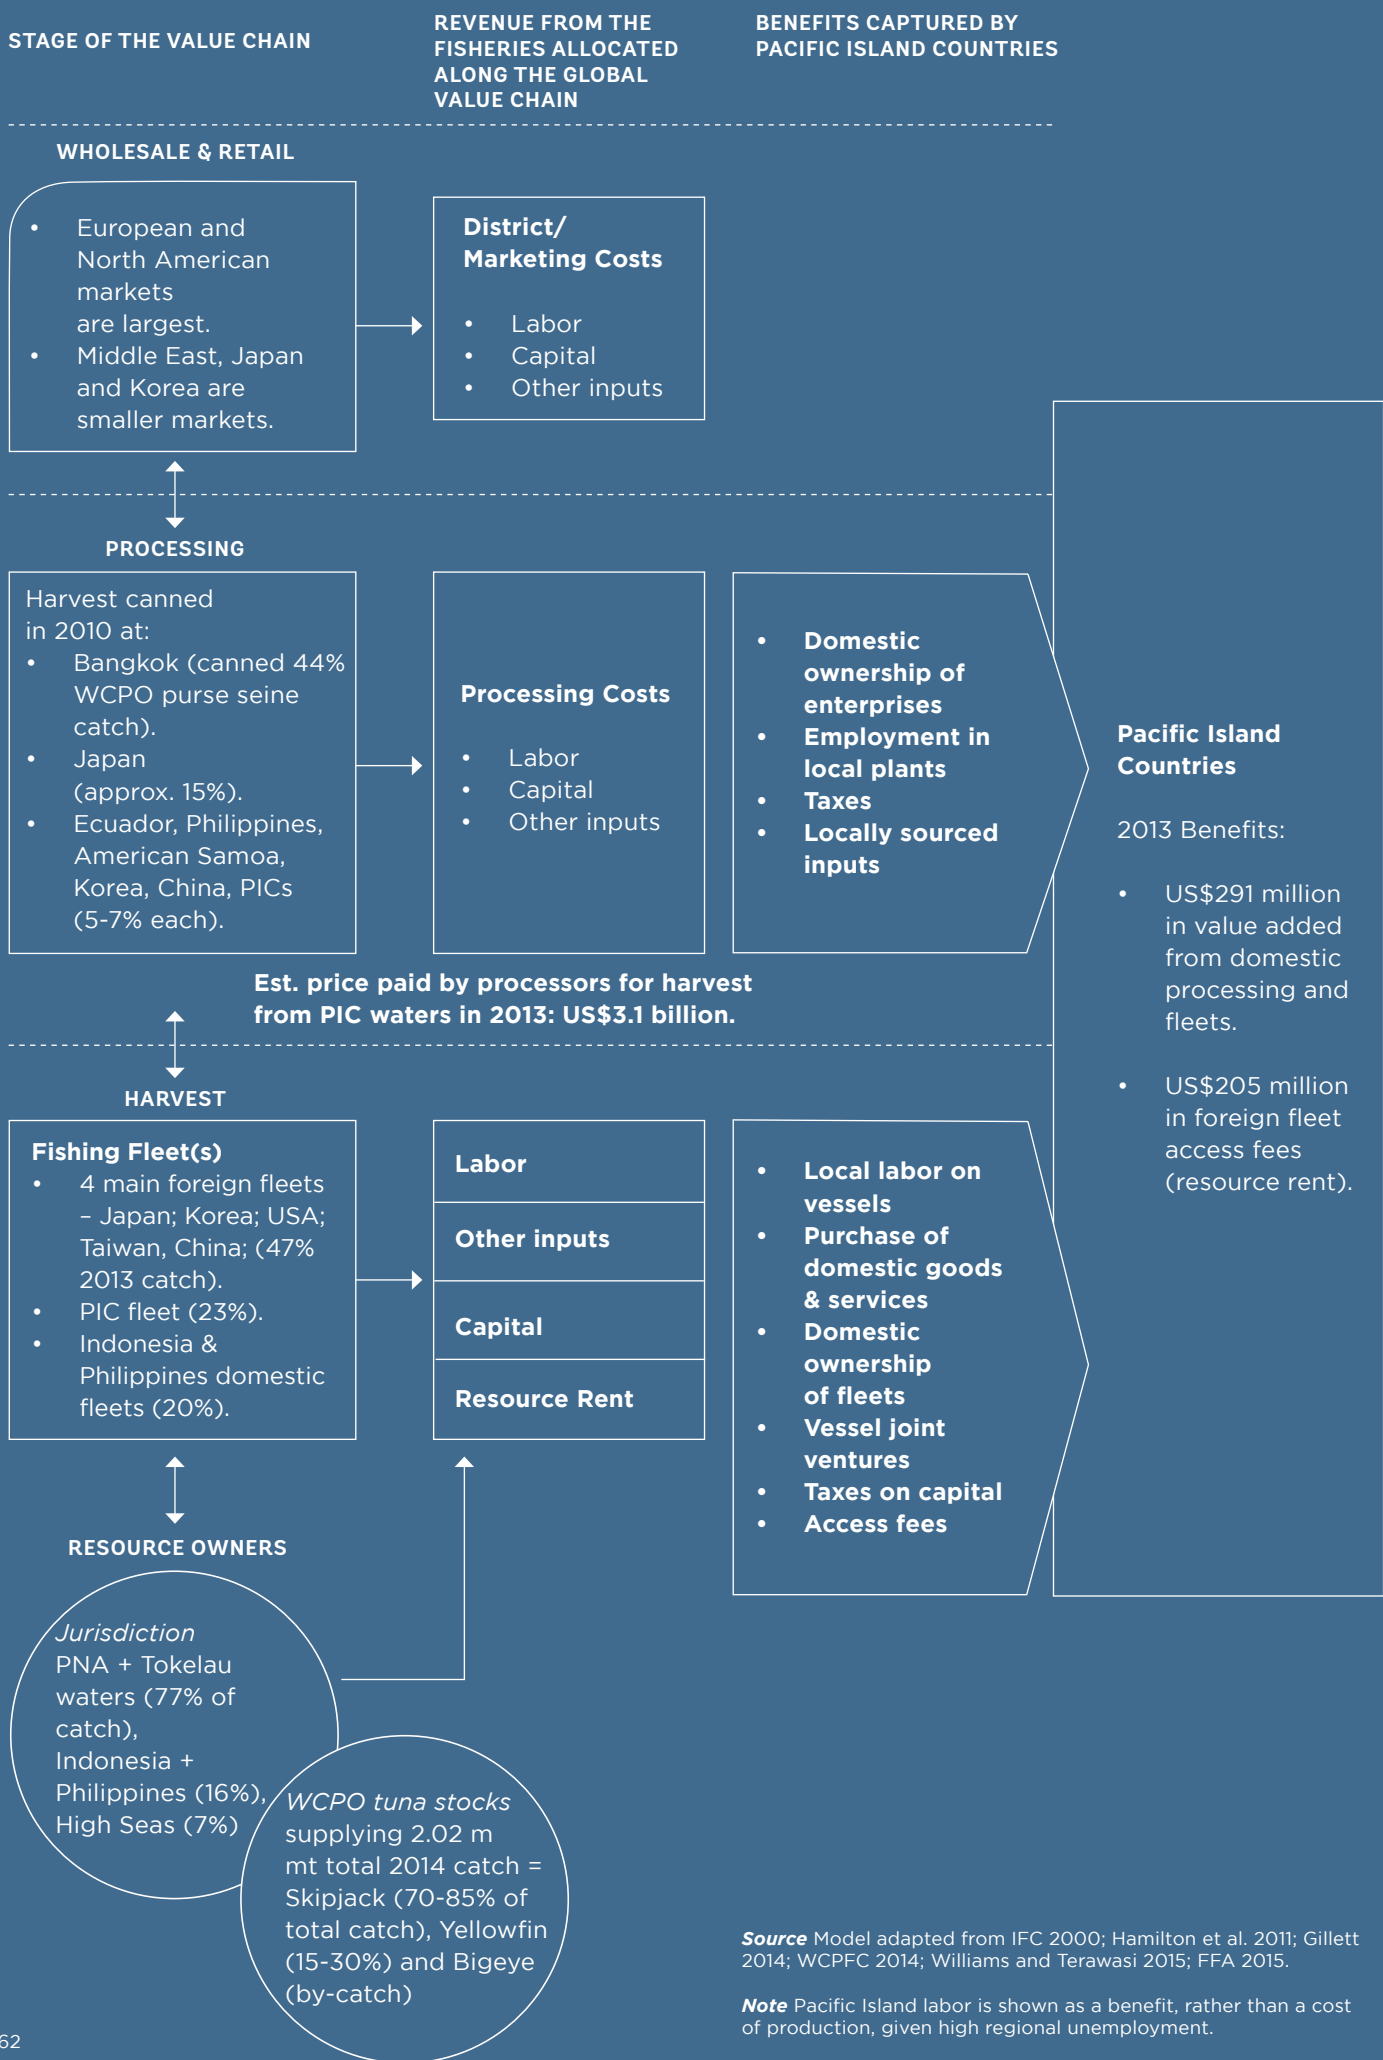 STAGE OF THE VALUE CHAIN
REVENUE FROM THE
FISHERIES ALLOCATED
ALONG THE GLOBAL
VALUE CHAIN
BENEFITS CAPTURED BY
PACIFIC ISLAND COUNTRIES
WHOLESALE & RETAIL
• European and
North American
markets
are largest.
• Middle East, Japan
and Korea are
smaller markets.
District/
Marketing Costs
• Labor
• Capital
• Other inputs
PROCESSING
Harvest canned
in 2010 at:
• Bangkok (canned 44%
WCPO purse seine
catch).
• Japan
(approx. 15%).
• Ecuador, Philippines,
American Samoa,
Korea, China, PICs
(5-7% each).
Processing Costs
• Labor
• Capital
• Other inputs
• Domestic
ownership of
enterprises
• Employment in
local plants
• Taxes
• Locally sourced
inputs
Pacific Island
Countries
2013 Benefits:
• US$291 million
in value added
from domestic
processing and
fleets.
• US$205 million
in foreign fleet
access fees
(resource rent).
Est. price paid by processors for harvest
from PIC waters in 2013: US$3.1 billion.
HARVEST
Fishing Fleet(s)
• 4 main foreign fleets
– Japan; Korea; USA;
Taiwan, China; (47%
2013 catch).
• PIC fleet (23%).
• Indonesia &
Philippines domestic
fleets (20%).
Labor
Other inputs
Capital
Resource Rent
• Local labor on
vessels
• Purchase of
domestic goods
& services
• Domestic
ownership
of fleets
• Vessel joint
ventures
• Taxes on capital
• Access fees
RESOURCE OWNERS
Jurisdiction
PNA + Tokelau
waters (77% of
catch),
Indonesia +
Philippines (16%),
High Seas (7%)
WCPO tuna stocks
supplying 2.02 m
mt total 2014 catch =
Skipjack (70-85% of
total catch), Yellowfin
(15-30%) and Bigeye
(by-catch)
Source Model adapted from IFC 2000; Hamilton et al. 2011; Gillett
2014; WCPFC 2014; Williams and Terawasi 2015; FFA 2015.
Note Pacific Island labor is shown as a benefit, rather than a cost
of production, given high regional unemployment.
62